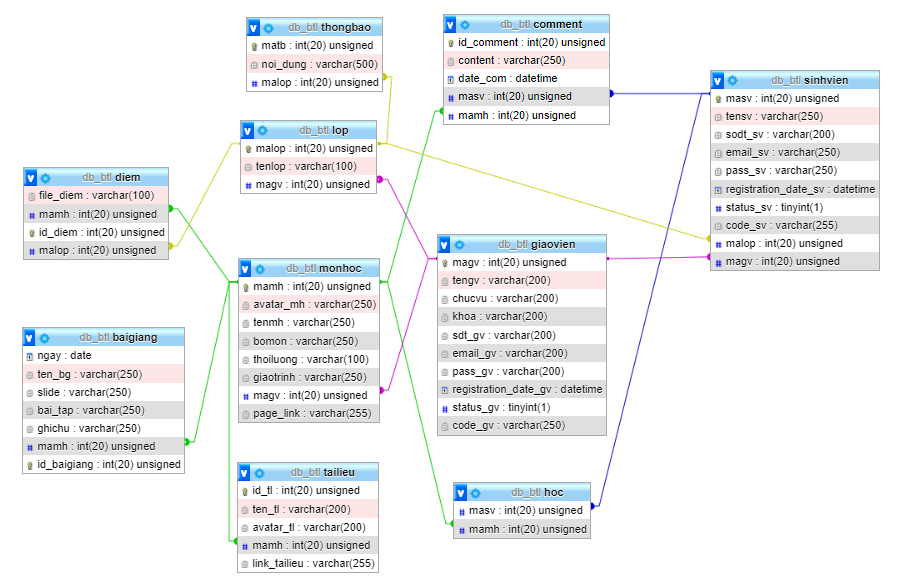 db_btl thongbao
matb : int(20) unsigned
noi_dung : varchar(500)
malop : int(20) unsigned
db_btl comment
id_comment : int(20) unsigned
content : varchar(250)
date_com : datetime
masv : int(20) unsigned
mamh : int(20) unsigned
db_btl sinhvien
masv : int(20) unsigned
tensv : varchar(250)
sodt_sv : varchar(200)
email_sv : varchar(250)
pass_sv : varchar(250)
registration_date_sv : datetime
status_sv : tinyint(1)
code_sv : varchar(255)
malop : int(20) unsigned
magv : int(20) unsigned
db_btl lop
malop : int(20) unsigned
tenlop : varchar(100)
magv : int(20) unsigned
db_btl diem
file_diem : varchar(100)
mamh : int(20) unsigned
id_diem : int(20) unsigned
malop : int(20) unsigned
db_btl monhoc
mamh : int(20) unsigned
avatar_mh : varchar(250)
tenmh : varchar(250)
bomon : varchar(250)
thoiluong : varchar(100)
giaotrinh : varchar(250)
magv : int(20) unsigned
page_link : varchar(255)
db_btl giaovien
magv : int(20) unsigned
tengv : varchar(200)
chucvu : varchar(200)
khoa : varchar(200)
sdt_gv : varchar(200)
email_gv : varchar(200)
pass_gv : varchar(200)
registration_date_gv : datetime
status_gv : tinyint(1)
code_gv : varchar(250)
db_btl baigiang
ngay : date
ten_bg : varchar(250)
slide : varchar(250)
bai_tap : varchar(250)
ghichu : varchar(250)
mamh : int(20) unsigned
id_baigiang : int(20) unsigned
db_btl tailieu
id_tl : int(20) unsigned
ten_tl : varchar(200)
avatar_tl : varchar(200)
mamh : int(20) unsigned
link_tailieu : varchar(255)
db_btl hoc
masv : int(20) unsigned
mamh : int(20) unsigned